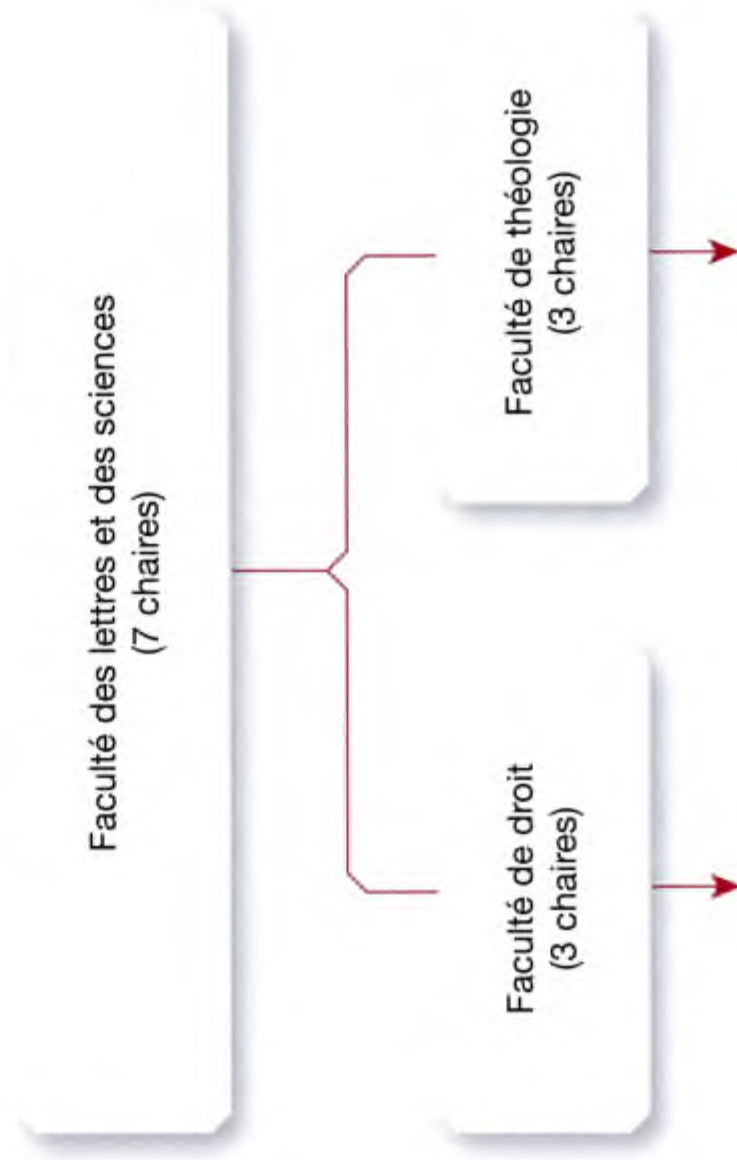 Faculté des lettres et des sciences
(7 chaires)
Faculté de droit
(3 chaires)
Faculté de théologie
(3 chaires)